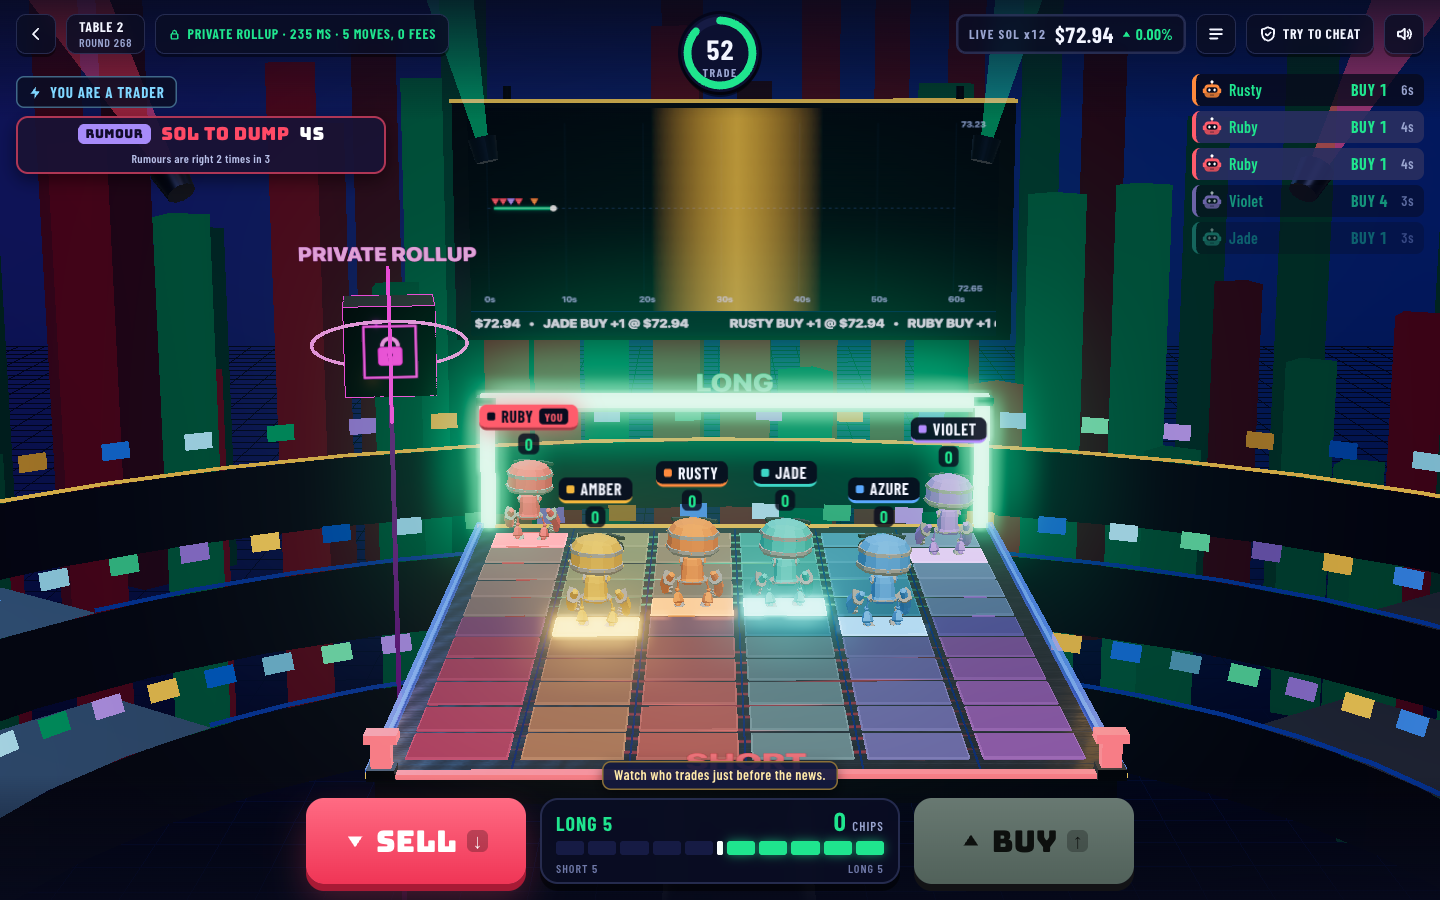 TABLE 2
ROUND 268
PRIVATE ROLLUP · 235 MS · 5 MOVES, 0 FEES
52
TRADE
LIVE SOL x12 $72.94 ▲ 0.00%
TRY TO CHEAT
YOU ARE A TRADER
RUMOUR SOL TO DUMP 4S
Rumours are right 2 times in 3
Rusty BUY 1 6s
Ruby BUY 1 4s
Ruby BUY 1 4s
Violet BUY 4 3s
Jade BUY 1 3s
73.23
72.65
0s 10s 20s 30s 40s 50s 60s
$72.94 • JADE BUY +1 @ $72.94 RUSTY BUY +1 @ $72.94 • RUBY BUY +1
PRIVATE ROLLUP
LONG
RUBY YOU
0
AMBER
0
RUSTY
0
JADE
0
AZURE
0
VIOLET
0
SHORT
Watch who trades just before the news.
▼ SELL ↓
LONG 5 0 CHIPS
SHORT 5 LONG 5
▲ BUY ↑